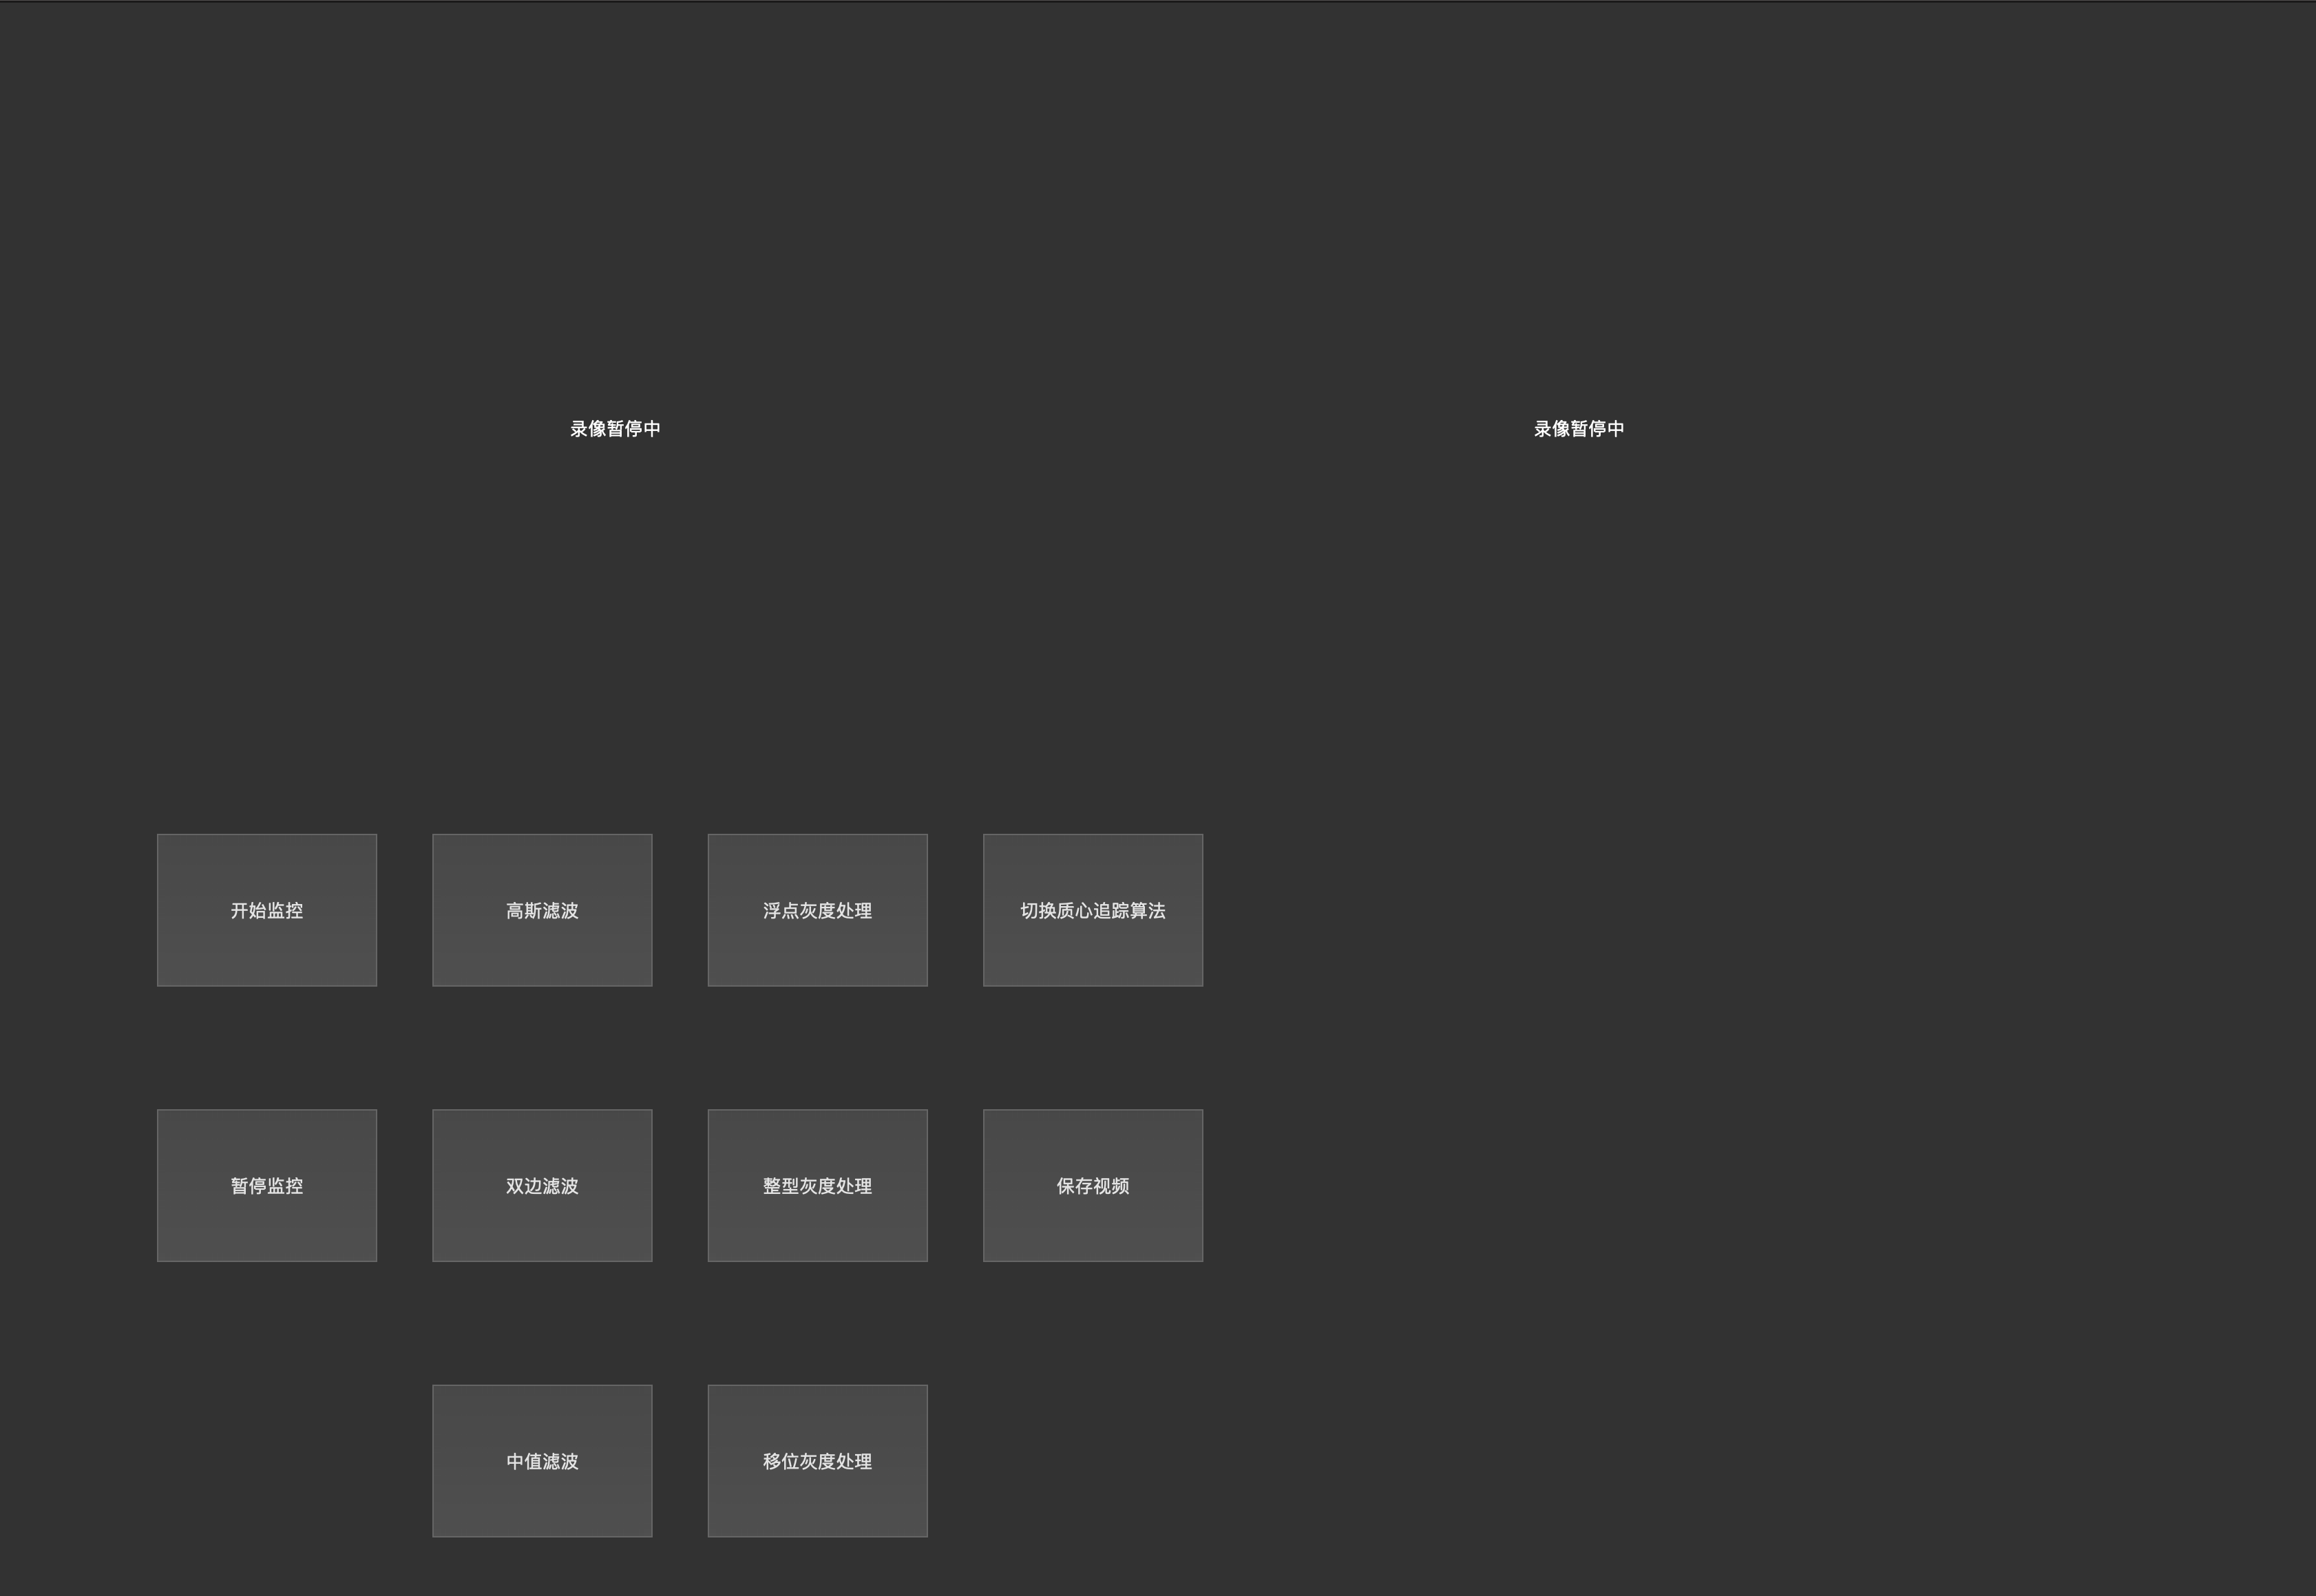 录像暂停中
录像暂停中
开始监控
高斯滤波
浮点灰度处理
切换质心追踪算法
暂停监控
双边滤波
整型灰度处理
保存视频
中值滤波
移位灰度处理